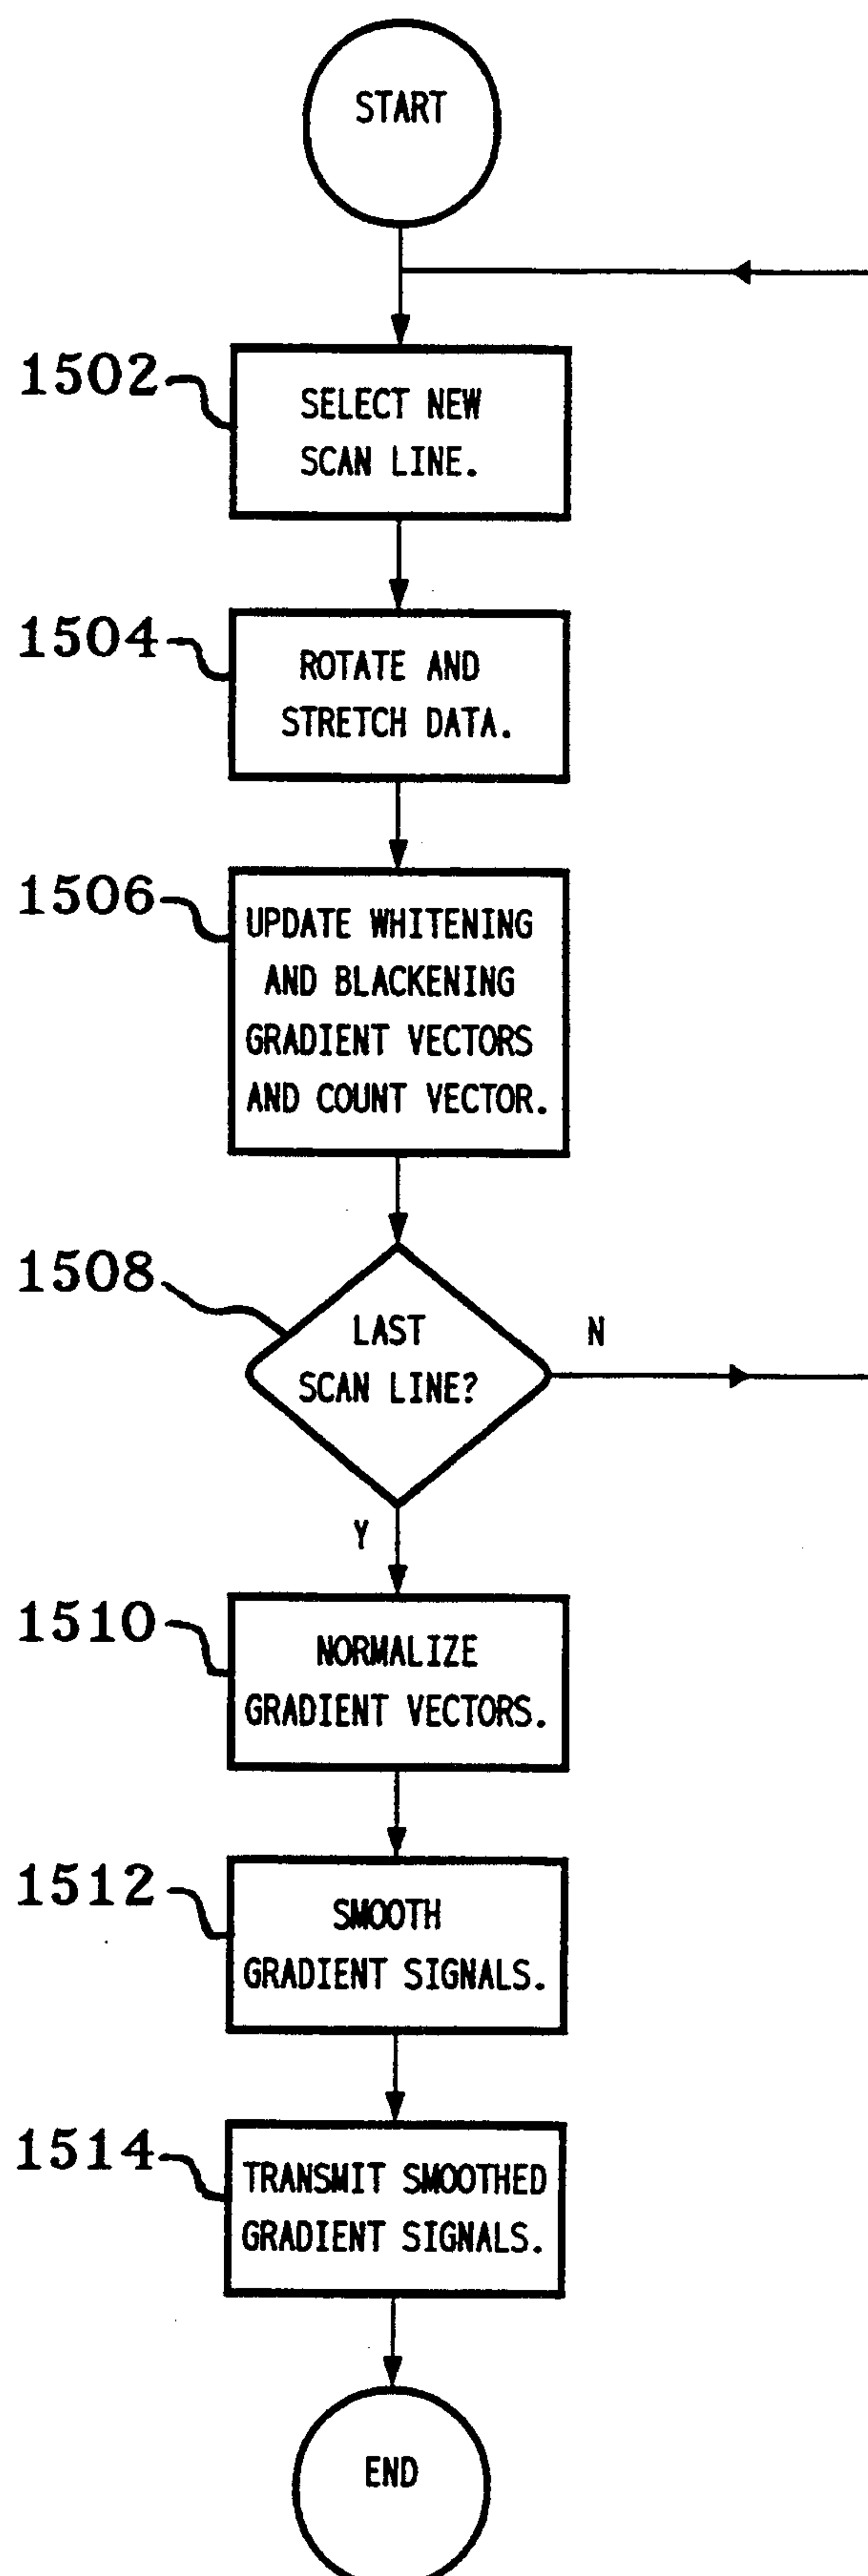 START
1502
SELECT NEW
SCAN LINE.
1504
ROTATE AND
STRETCH DATA.
1506
UPDATE WHITENING
AND BLACKENING
GRADIENT VECTORS
AND COUNT VECTOR.
1508
LAST
SCAN LINE?
N
Y
1510
NORMALIZE
GRADIENT VECTORS.
1512
SMOOTH
GRADIENT SIGNALS.
1514
TRANSMIT SMOOTHED
GRADIENT SIGNALS.
END